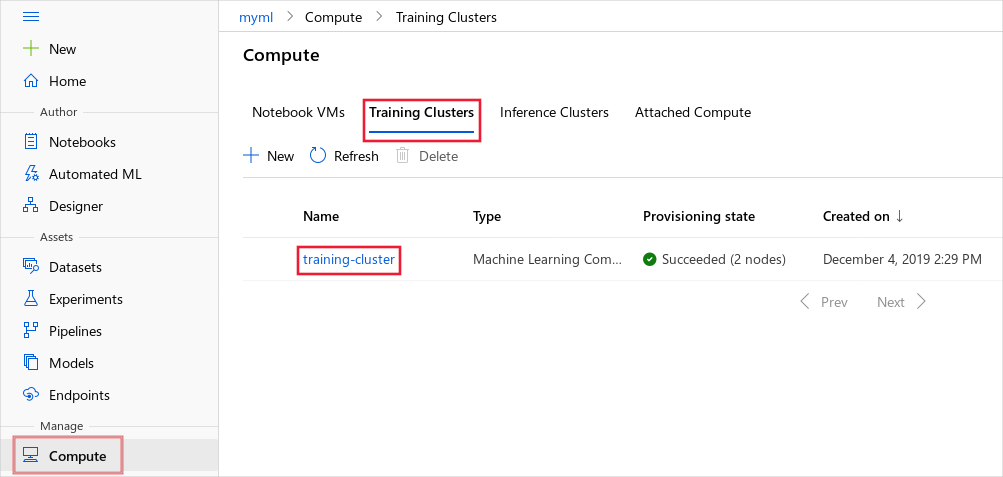 myml > Compute > Training Clusters
New
Home
Author
Notebooks
Automated ML
Designer
Assets
Datasets
Experiments
Pipelines
Models
Endpoints
Manage
Compute
Compute
Notebook VMs Training Clusters Inference Clusters Attached Compute
New Refresh Delete
Name Type Provisioning state Created on ↓
training-cluster Machine Learning Com... Succeeded (2 nodes) December 4, 2019 2:29 PM
Prev Next